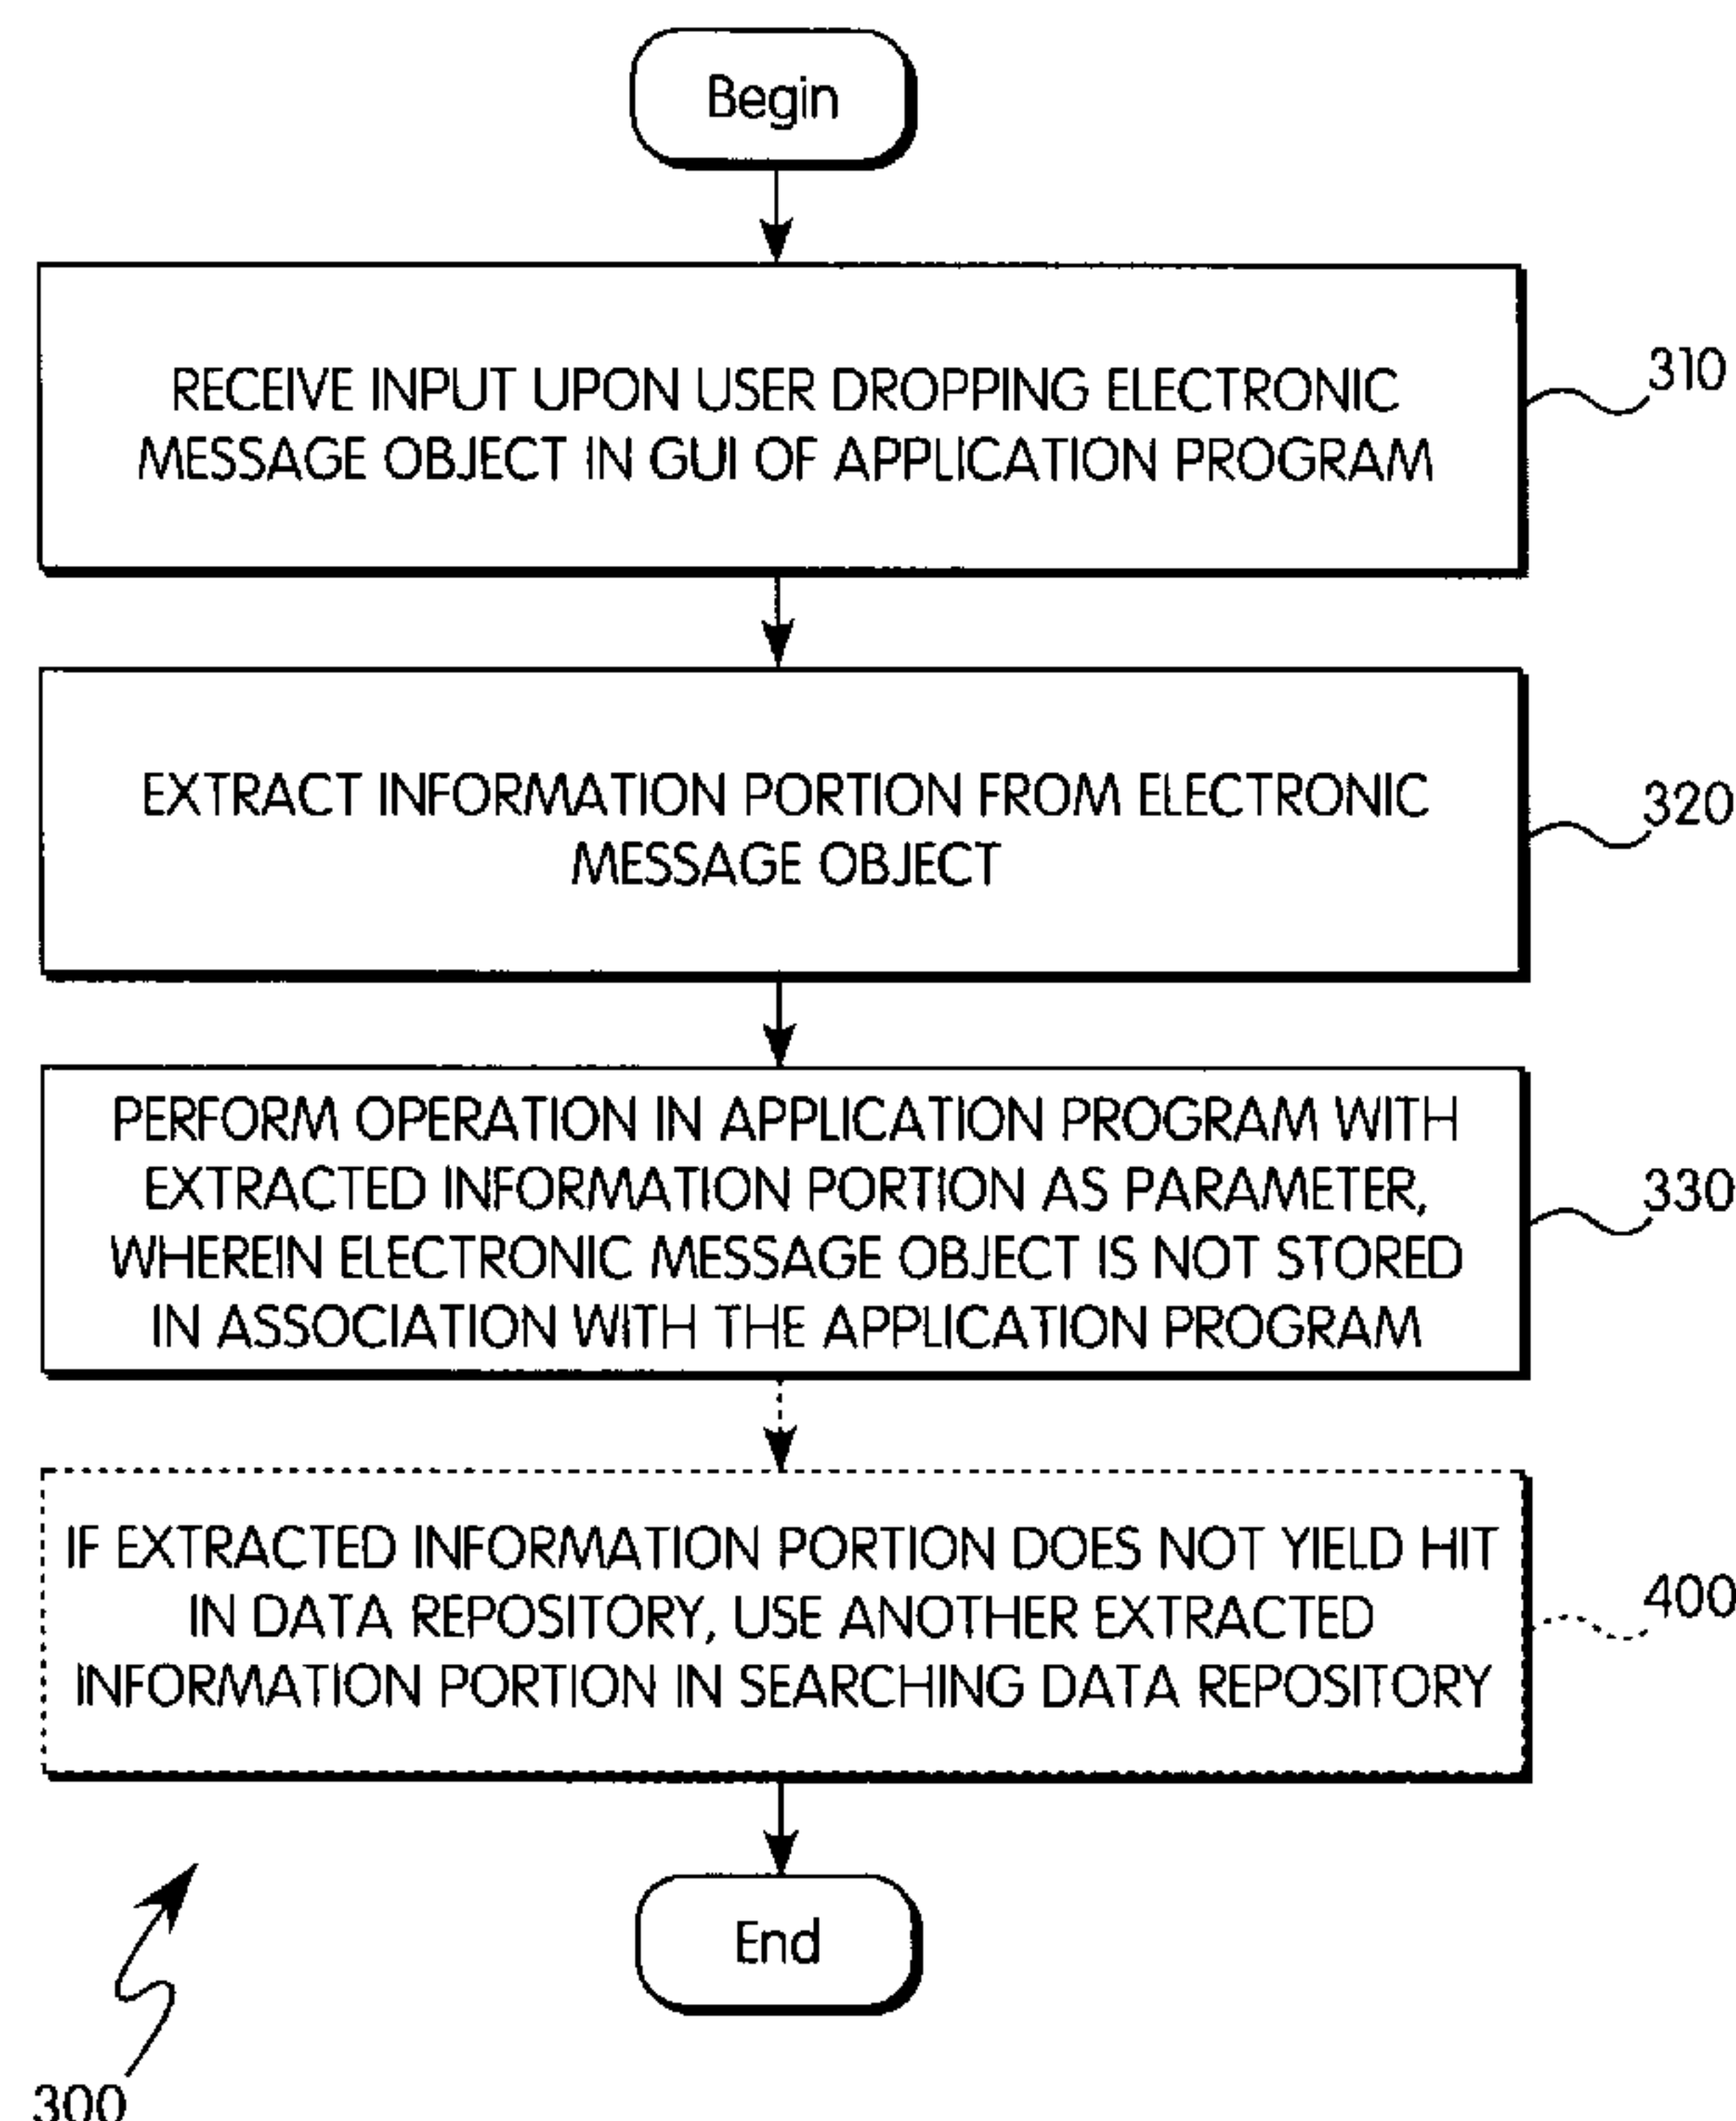 Begin
RECEIVE INPUT UPON USER DROPPING ELECTRONIC
MESSAGE OBJECT IN GUI OF APPLICATION PROGRAM
310
EXTRACT INFORMATION PORTION FROM ELECTRONIC
MESSAGE OBJECT
320
PERFORM OPERATION IN APPLICATION PROGRAM WITH
EXTRACTED INFORMATION PORTION AS PARAMETER,
WHEREIN ELECTRONIC MESSAGE OBJECT IS NOT STORED
IN ASSOCIATION WITH THE APPLICATION PROGRAM
330
IF EXTRACTED INFORMATION PORTION DOES NOT YIELD HIT
IN DATA REPOSITORY, USE ANOTHER EXTRACTED
INFORMATION PORTION IN SEARCHING DATA REPOSITORY
400
End
300